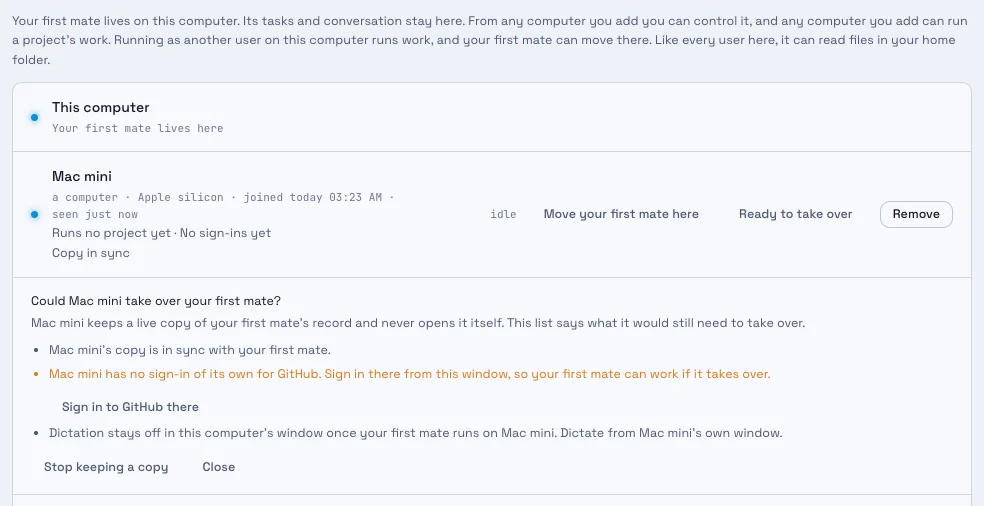 Your first mate lives on this computer. Its tasks and conversation stay here. From any computer you add you can control it, and any computer you add can run
a project's work. Running as another user on this computer runs work, and your first mate can move there. Like every user here, it can read files in your home
folder.
This computer
Your first mate lives here
Mac mini
a computer · Apple silicon · joined today 03:23 AM ·
seen just now
Runs no project yet · No sign-ins yet
Copy in sync
idle
Move your first mate here
Ready to take over
Remove
Could Mac mini take over your first mate?
Mac mini keeps a live copy of your first mate's record and never opens it itself. This list says what it would still need to take over.
• Mac mini's copy is in sync with your first mate.
• Mac mini has no sign-in of its own for GitHub. Sign in there from this window, so your first mate can work if it takes over.
Sign in to GitHub there
• Dictation stays off in this computer's window once your first mate runs on Mac mini. Dictate from Mac mini's own window.
Stop keeping a copy
Close